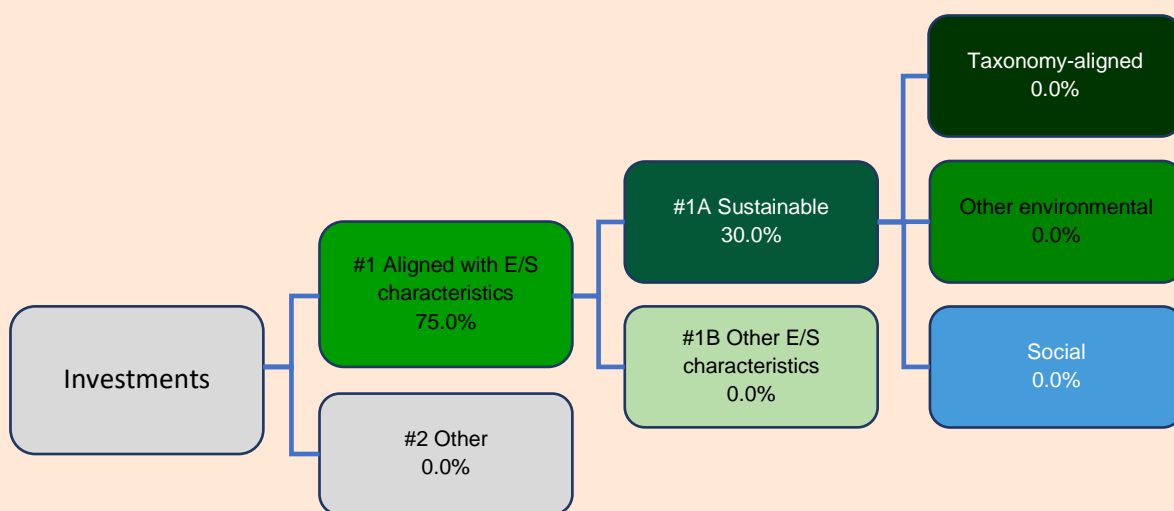 Investments
#1 Aligned with E/S
characteristics
75.0%
#2 Other
0.0%
#1A Sustainable
30.0%
#1B Other E/S
characteristics
0.0%
Taxonomy-aligned
0.0%
Other environmental
0.0%
Social
0.0%